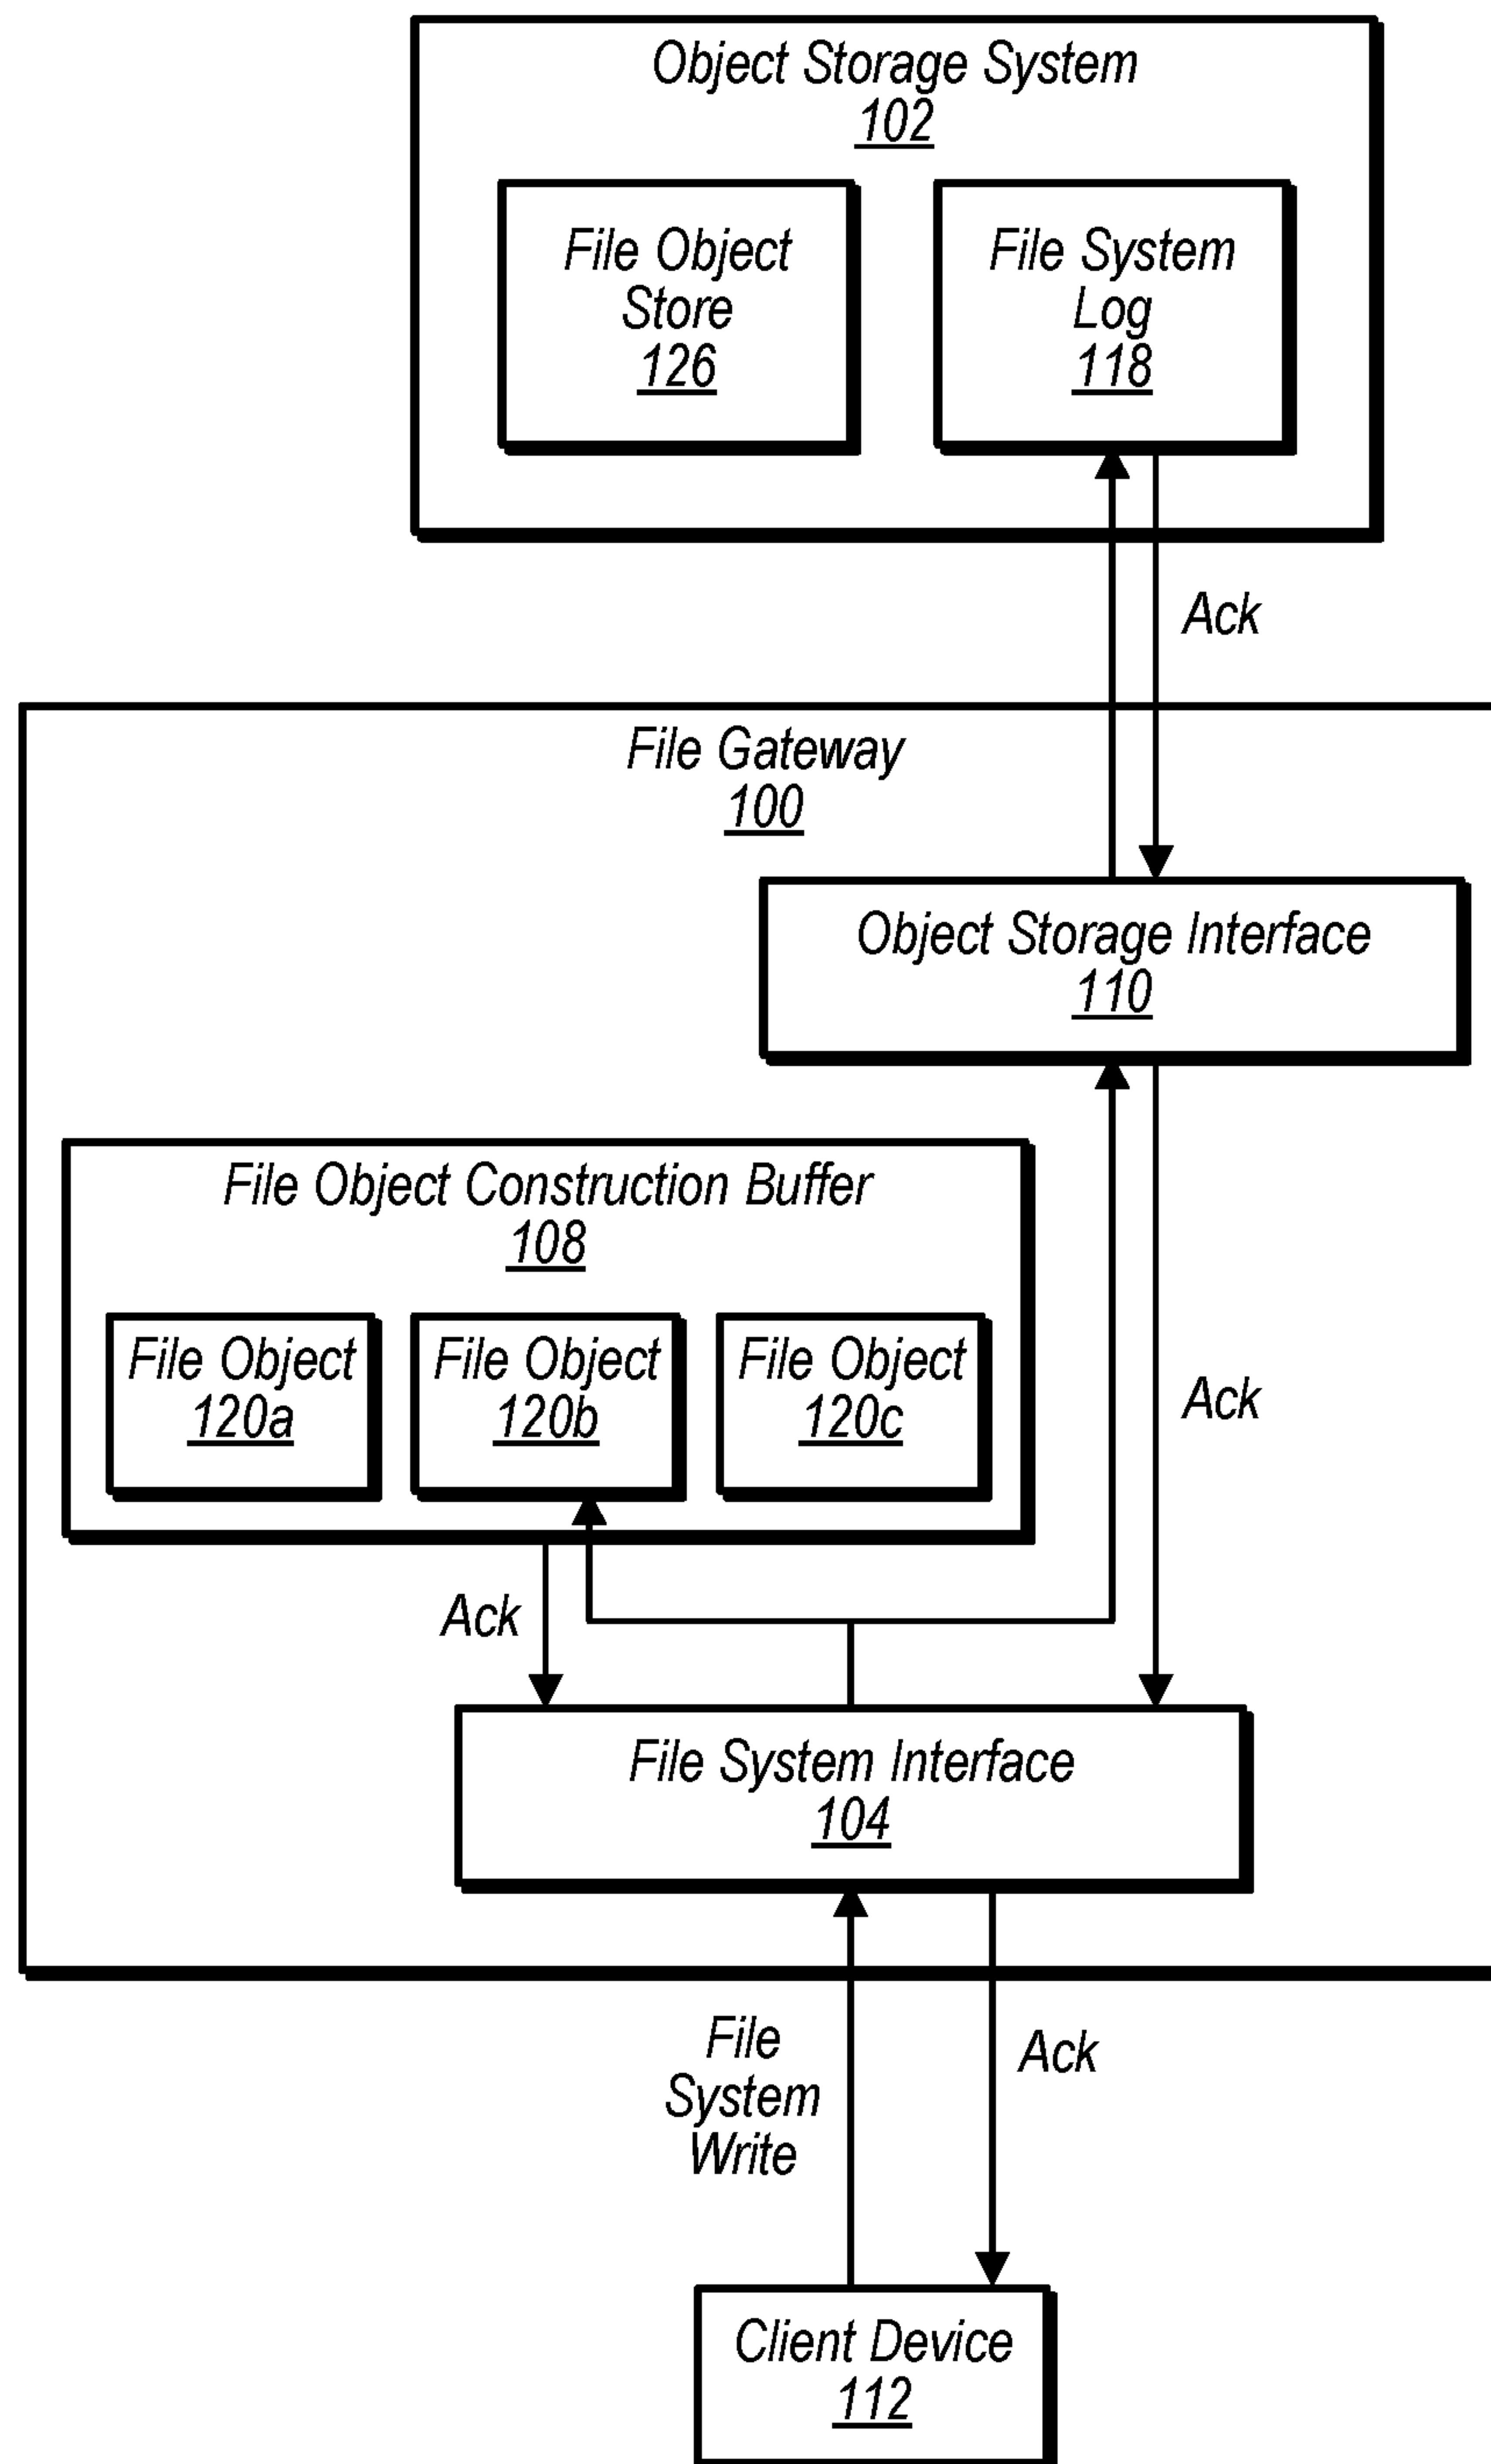 Object Storage System
102
File Object
Store
126
File System
Log
118
Ack
File Gateway
100
Object Storage Interface
110
File Object Construction Buffer
108
File Object
120a
File Object
120b
File Object
120c
Ack
Ack
File System Interface
104
File
System
Write
Ack
Client Device
112